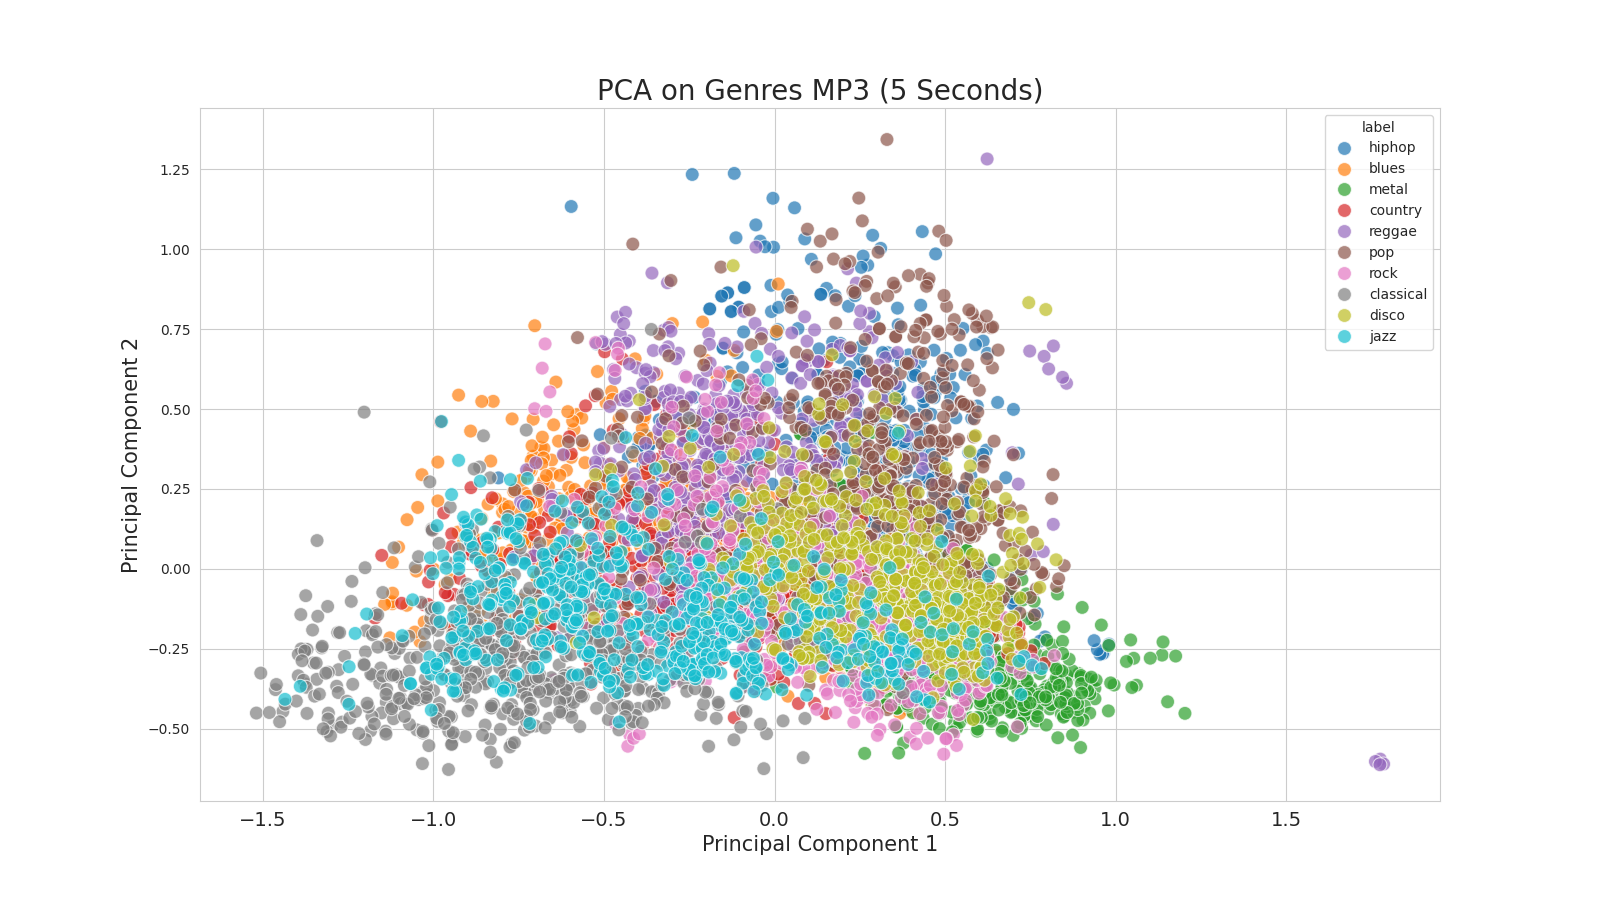 PCA on Genres MP3 (5 Seconds)
label
hiphop
blues
metal
country
reggae
pop
rock
classical
disco
jazz
Principal Component 2
1.25
1.00
0.75
0.50
0.25
0.00
−0.25
−0.50
−1.5 −1.0 −0.5 0.0 0.5 1.0 1.5
Principal Component 1